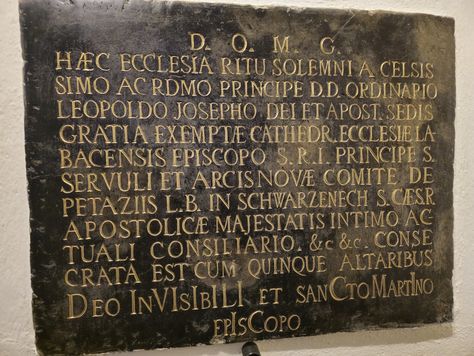 D. O. M. G.
HÆC ECCLESIA RITU SOLEMNI A CELSIS
SIMO AC RDMO PRINCIPE D.D. ORDINARIO
LEOPOLDO JOSEPHO DEI ET APOST. SEDIS
GRATIA EXEMPTÆ CATHEDR. ECCLESIÆ LA-
BACENSIS EPISCOPO S. R. I. PRINCIPE S.
SERVULI ET ARCIS NOVÆ COMITE DE
PETAZIIS L. B. IN SCHWARZENECH S. CÆSR.
APOSTOLICÆ MAJESTATIS INTIMO AC-
TUALI CONSILIARIO, &c &c. CONSE
CRATA EST CUM QUINQUE ALTARIBUS
Deo InVIsIbILI et sanCto MartIno
epIsCopo